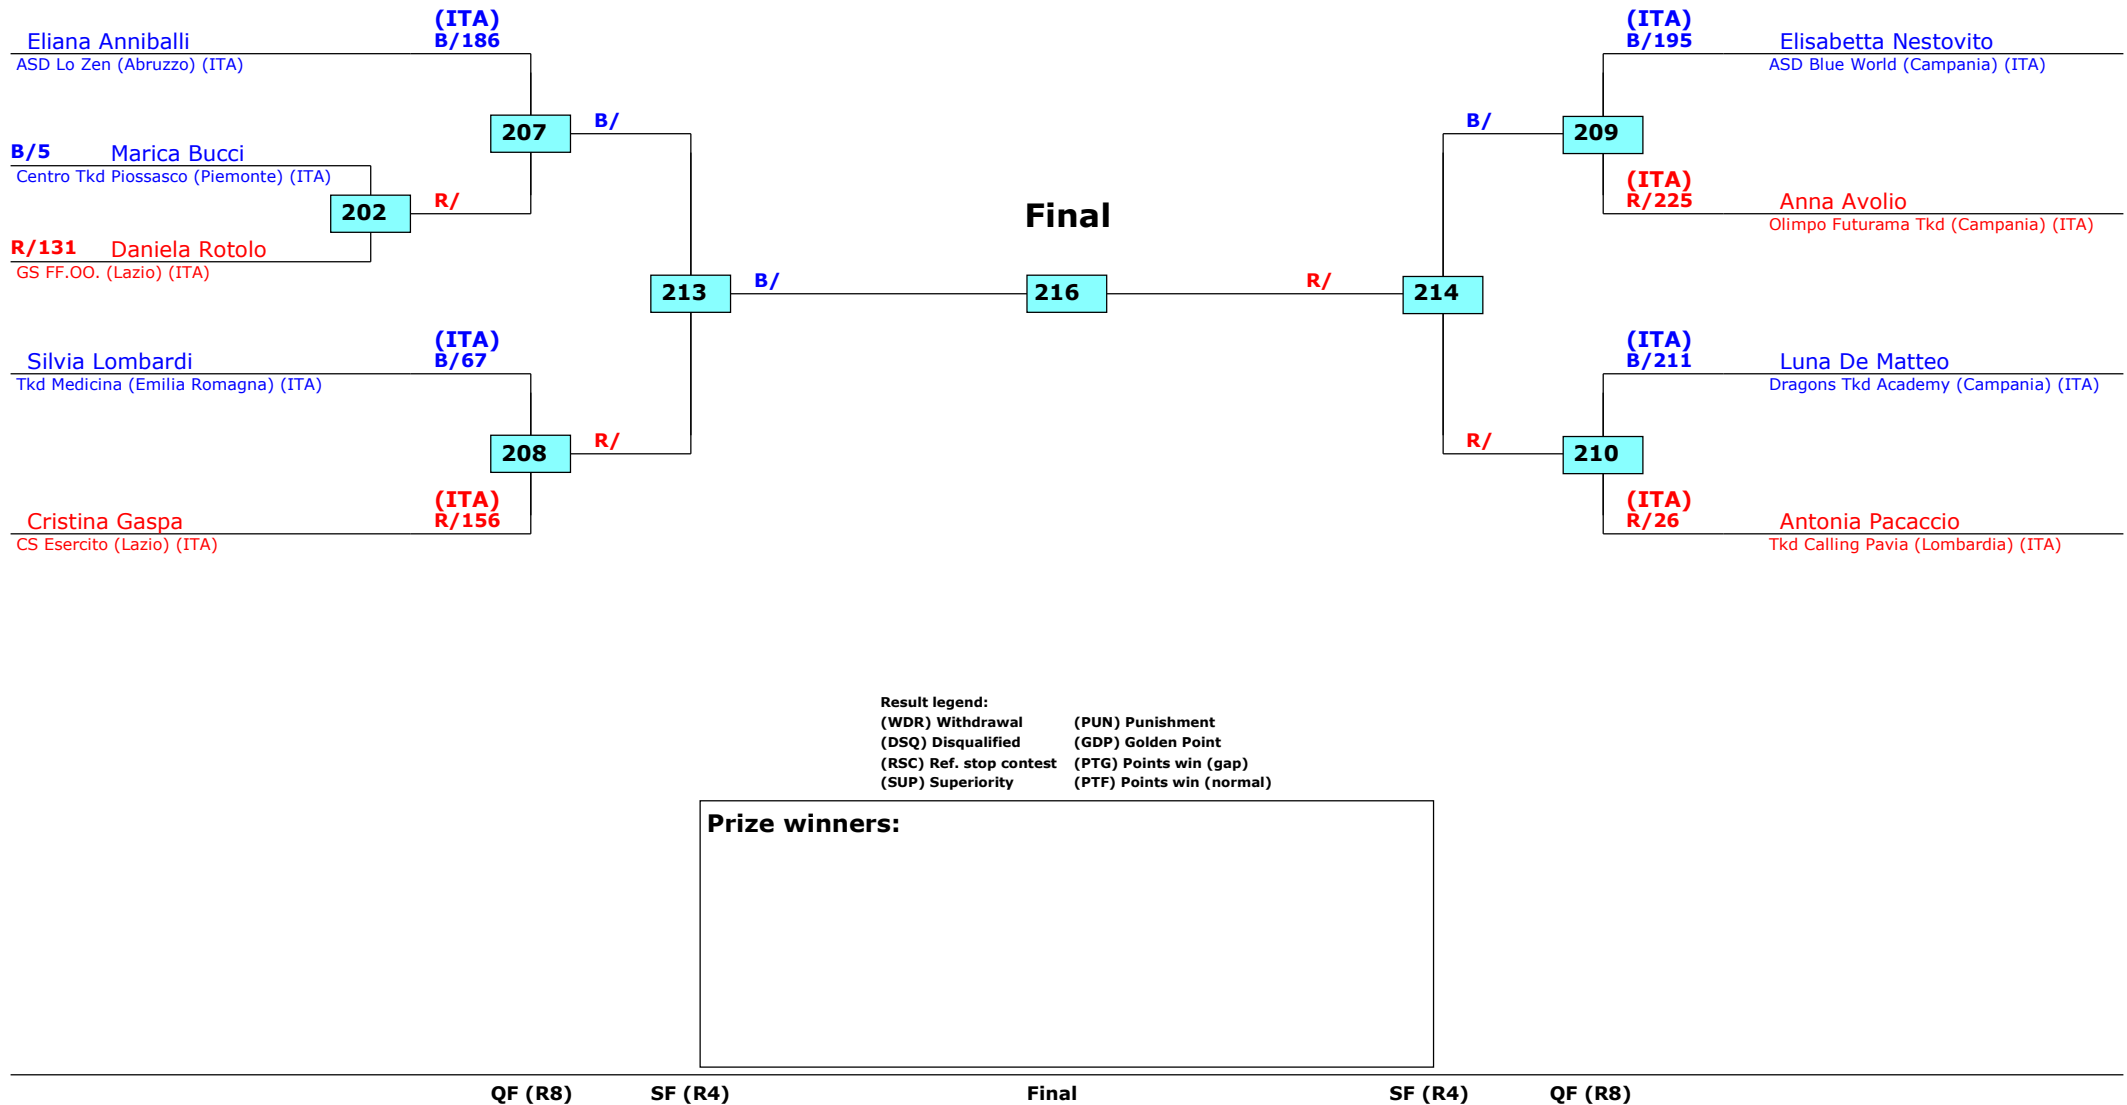 (ITA)
B/186
Eliana Anniballi
ASD Lo Zen (Abruzzo) (ITA)
207
B/
B/5 Marica Bucci
Centro Tkd Piossasco (Piemonte) (ITA)
202
R/
R/131 Daniela Rotolo
GS FF.OO. (Lazio) (ITA)
213
B/
(ITA)
B/67
Silvia Lombardi
Tkd Medicina (Emilia Romagna) (ITA)
208
R/
(ITA)
R/156
Cristina Gaspa
CS Esercito (Lazio) (ITA)
Final
216
R/
214
(ITA)
B/195
Elisabetta Nestovito
ASD Blue World (Campania) (ITA)
B/
209
(ITA)
R/225
Anna Avolio
Olimpo Futurama Tkd (Campania) (ITA)
(ITA)
B/211
Luna De Matteo
Dragons Tkd Academy (Campania) (ITA)
R/
210
(ITA)
R/26
Antonia Pacaccio
Tkd Calling Pavia (Lombardia) (ITA)
Result legend:
(WDR) Withdrawal (PUN) Punishment
(DSQ) Disqualified (GDP) Golden Point
(RSC) Ref. stop contest (PTG) Points win (gap)
(SUP) Superiority (PTF) Points win (normal)
Prize winners:
QF (R8) SF (R4) Final SF (R4) QF (R8)